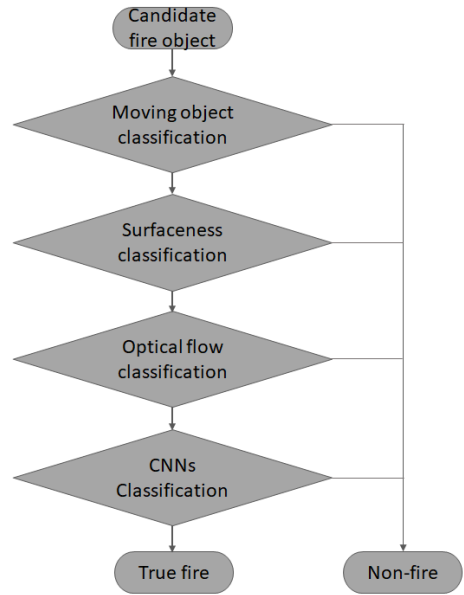 Candidate
fire object
Moving object
classification
Surfaceness
classification
Optical flow
classification
CNNs
Classification
True fire
Non-fire